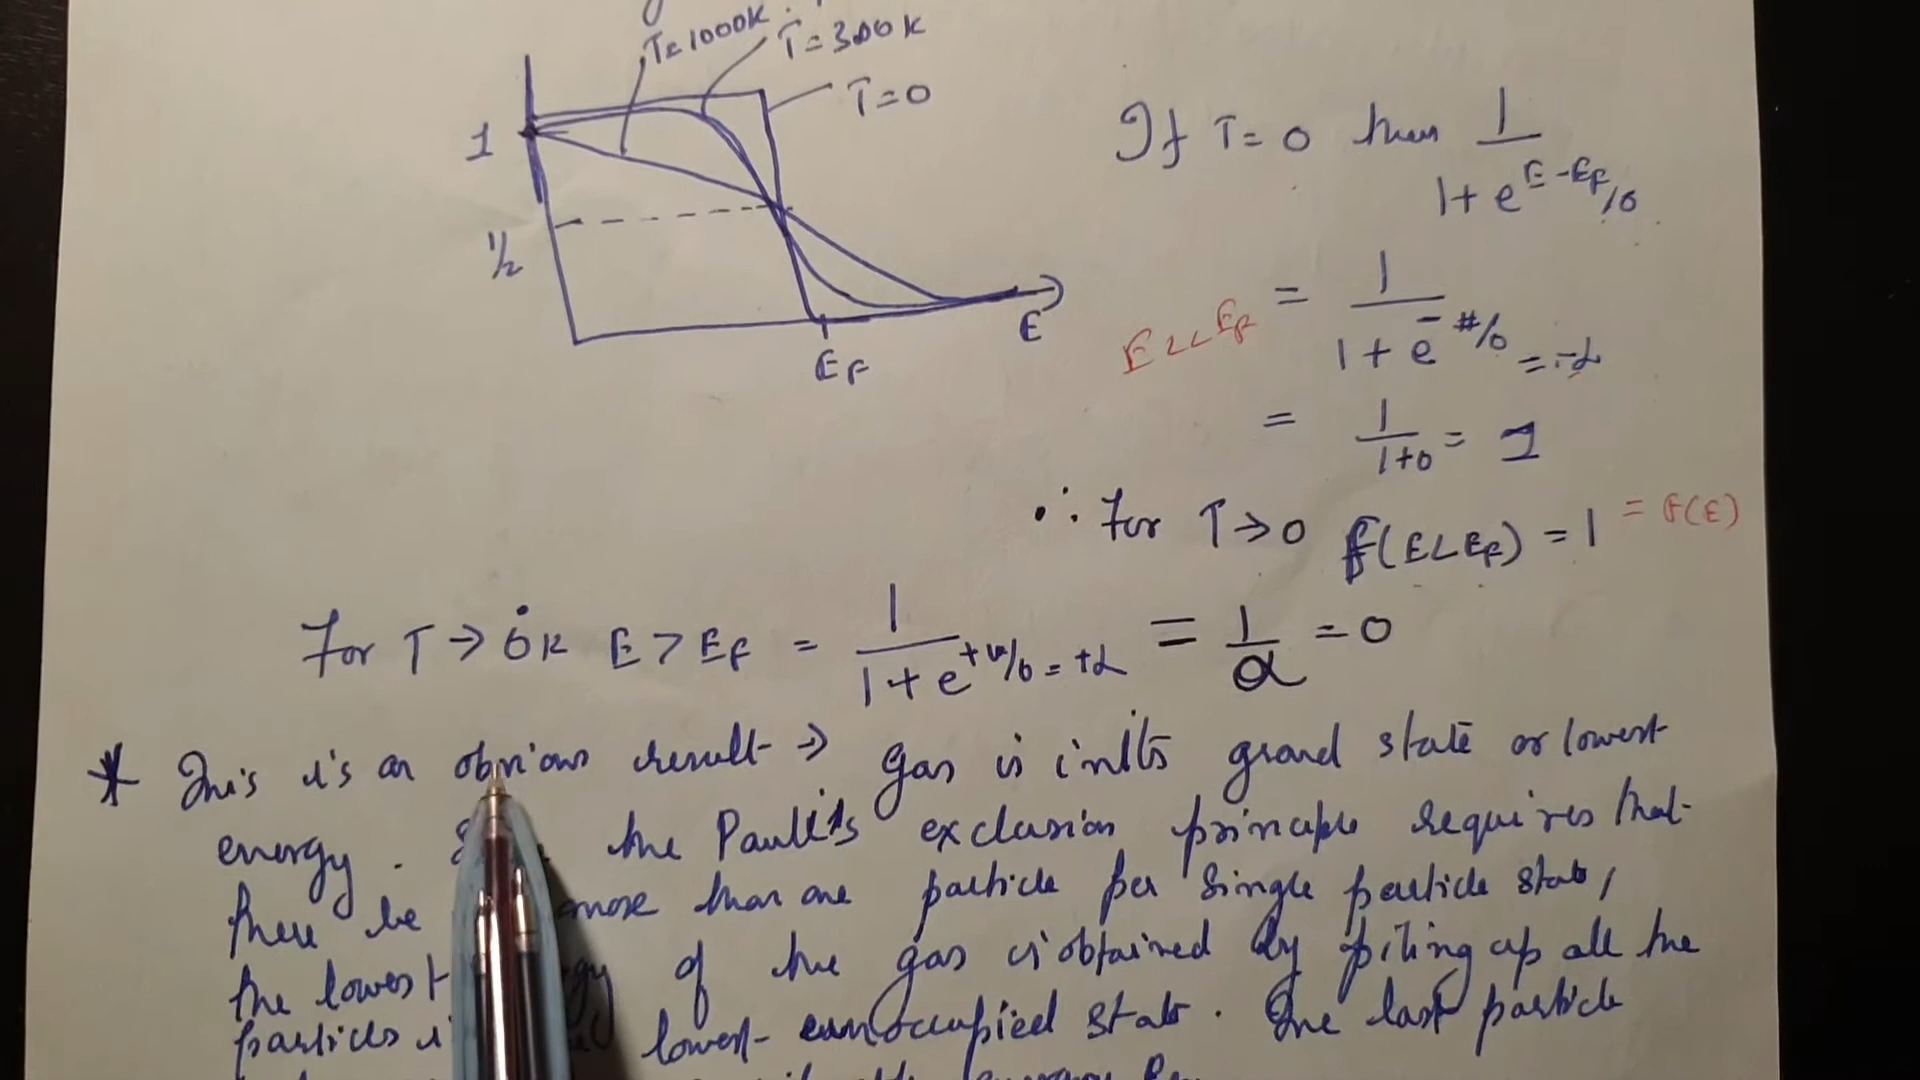 T=1000K
T=300K
T=0
1
1/2
E
EF
If T=0 then 1/(1+e^(E-EF/0))
E<<EF = 1/(1+e^(-#/0)) = -∞
= 1/(1+0) = 1
∴ For T→0 F(E<EF) = 1 = F(E)
For T→0K E>EF = 1/(1+e^(+#/0)) = +∞ = 1/∞ = 0
* This is an obvious result → Gas is in its grand state or lowest
energy. the Pauli's exclusion principle requires that
there be more than one particle per single particle state,
the lowest of the gas is obtained by piling up all the
particles lowest unoccupied state. The last particle